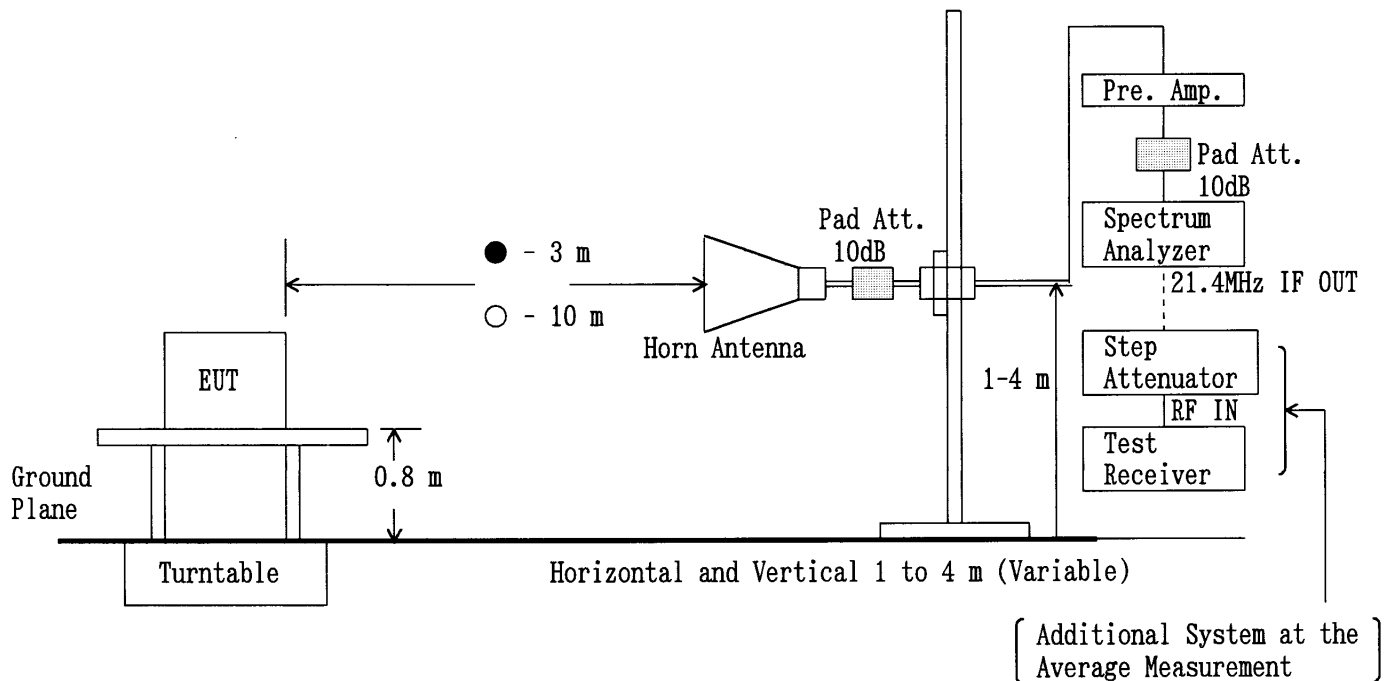 Pre. Amp.
Pad Att.
10dB
Spectrum
Analyzer
21.4MHz IF OUT
Step
Attenuator
RF IN
Test
Receiver
Pad Att.
10dB
- 3 m
- 10 m
Horn Antenna
1-4 m
EUT
0.8 m
Ground
Plane
Turntable
Horizontal and Vertical 1 to 4 m (Variable)
Additional System at the
Average Measurement